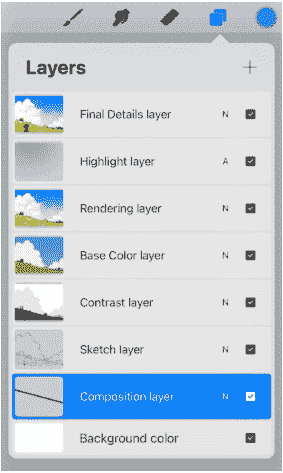 Layers
Final Details layer N
Highlight layer A
Rendering layer N
Base Color layer N
Contrast layer N
Sketch layer N
Composition layer N
Background color